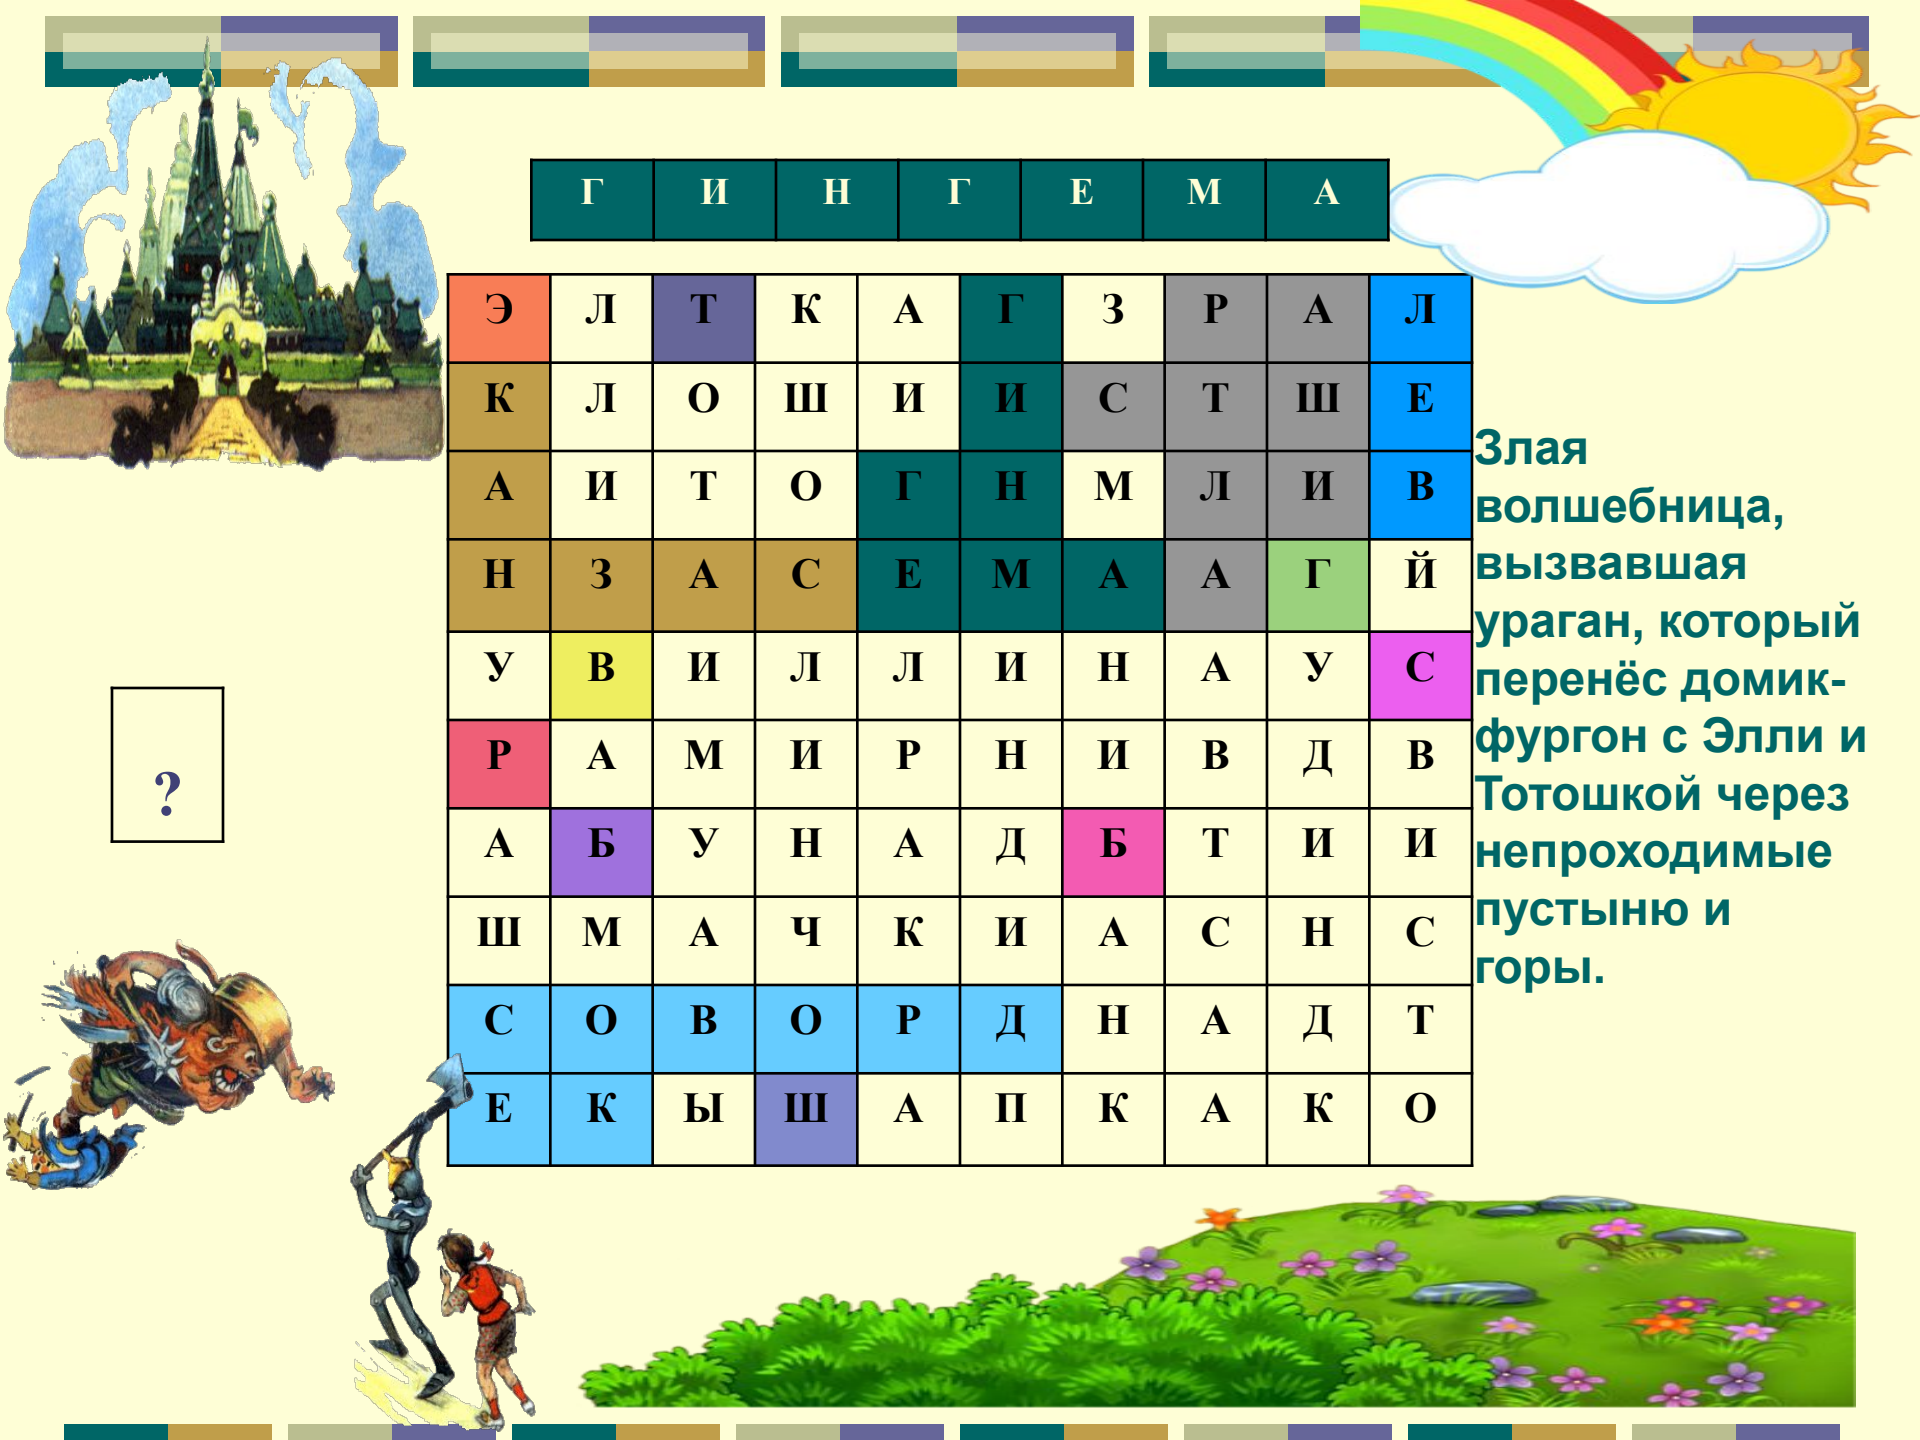 Г И Н Г Е М А
Э Л Т К А Г З Р А Л
К Л О Ш И И С Т Ш Е
А И Т О Г Н М Л И В
Н З А С Е М А А Г Й
У В И Л Л И Н А У С
Р А М И Р Н И В Д В
А Б У Н А Д Б Т И И
Ш М А Ч К И А С Н С
С О В О Р Д Н А Д Т
Е К Ы Ш А П К А К О
Злая
волшебница,
вызвавшая
ураган, который
перенёс домик-
фургон с Элли и
Тотошкой через
непроходимые
пустыню и
горы.
?